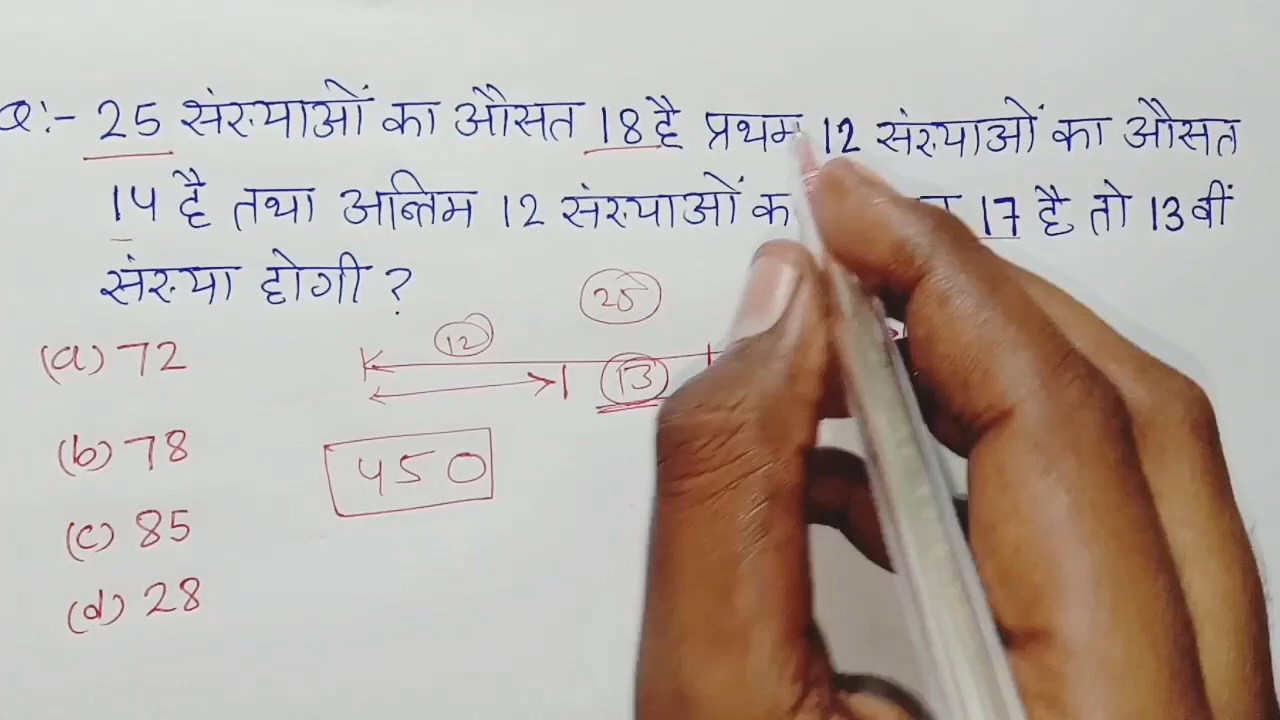 Q:- 25 संख्याओं का औसत 18 है प्रथम 12 संख्याओं का औसत
14 है तथा अन्तिम 12 संख्याओं क 17 है तो 13 वीं
संख्या होगी ?
25
(a) 72
12
13
(b) 78
450
(c) 85
(d) 28